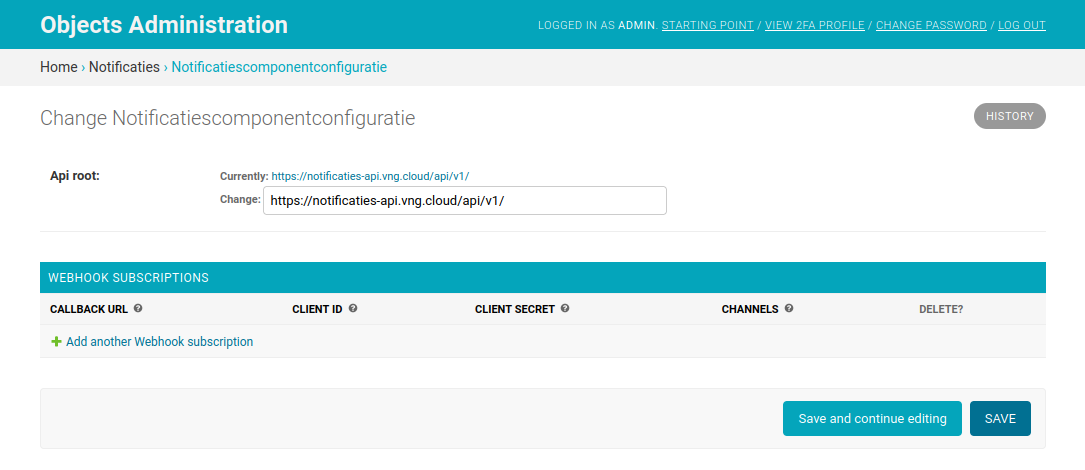 Objects Administration
LOGGED IN AS ADMIN. STARTING POINT / VIEW 2FA PROFILE / CHANGE PASSWORD / LOG OUT
Home › Notificaties › Notificatiescomponentconfiguratie
Change Notificatiescomponentconfiguratie
HISTORY
Api root:
Currently: https://notificaties-api.vng.cloud/api/v1/
Change: https://notificaties-api.vng.cloud/api/v1/
WEBHOOK SUBSCRIPTIONS
CALLBACK URL ? CLIENT ID ? CLIENT SECRET ? CHANNELS ? DELETE?
Add another Webhook subscription
Save and continue editing SAVE